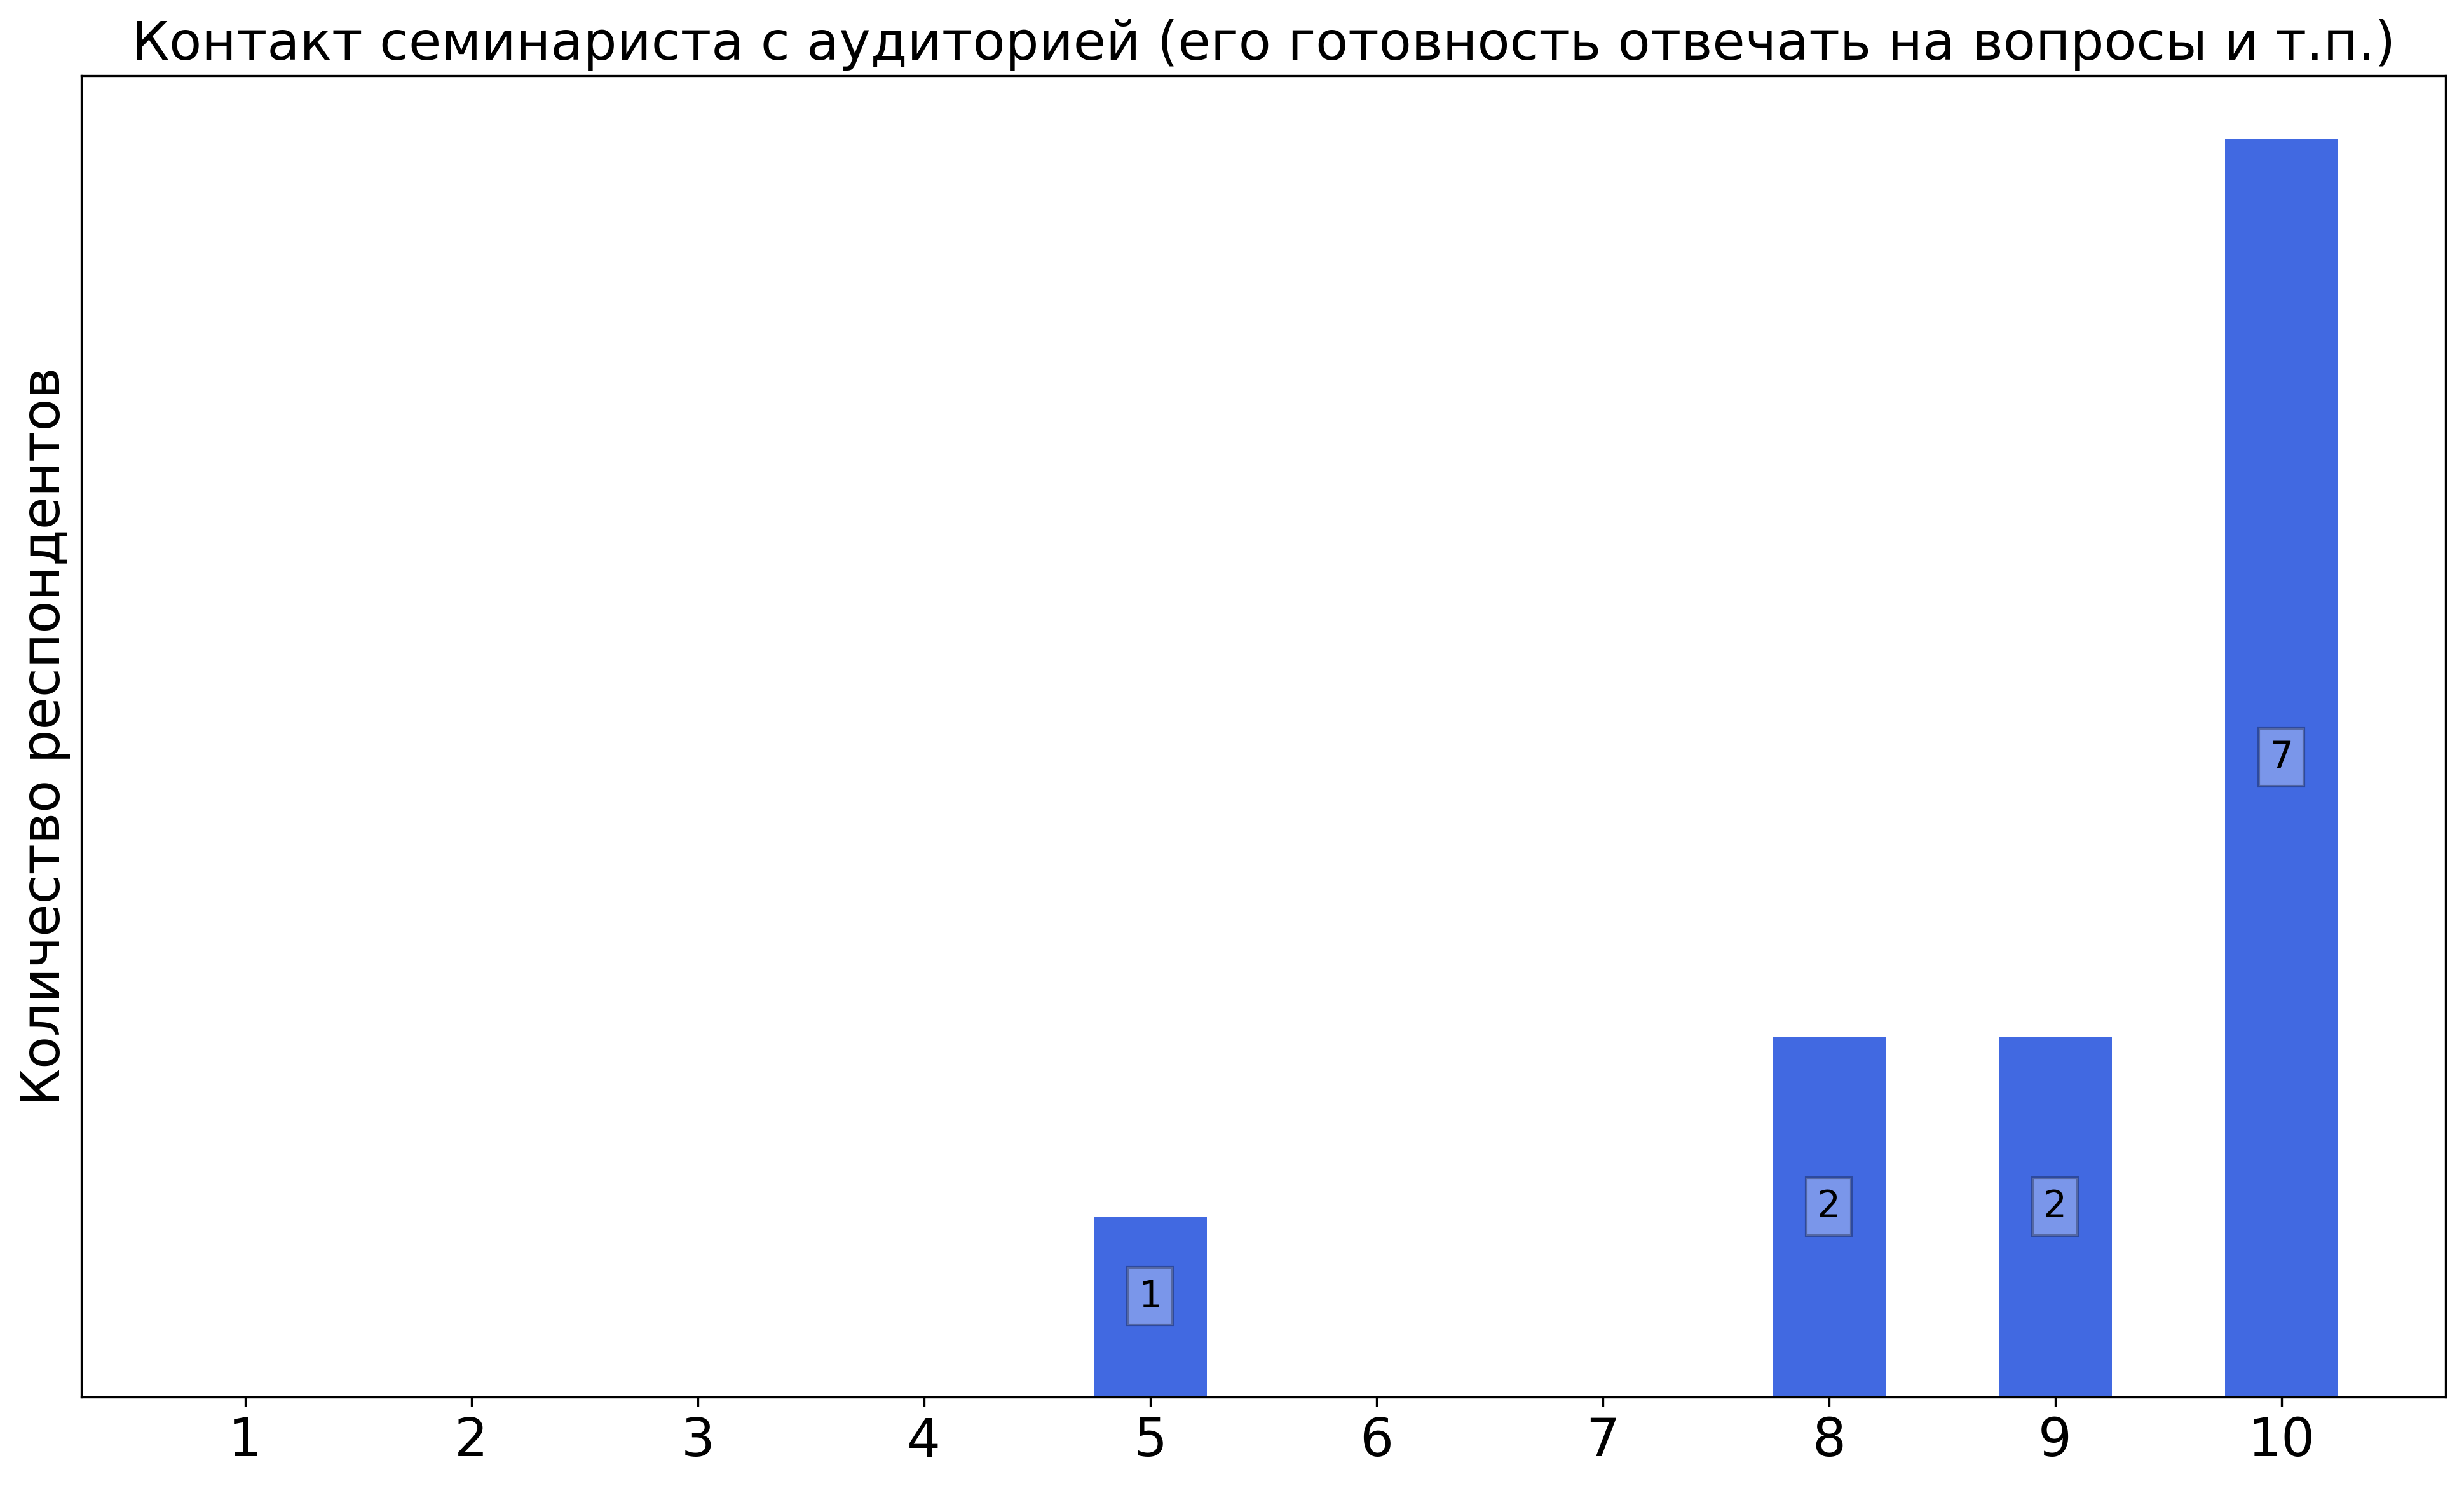 Контакт семинариста с аудиторией (его готовность отвечать на вопросы и т.п.)
Количество респондентов
7
2
2
1
1 2 3 4 5 6 7 8 9 10